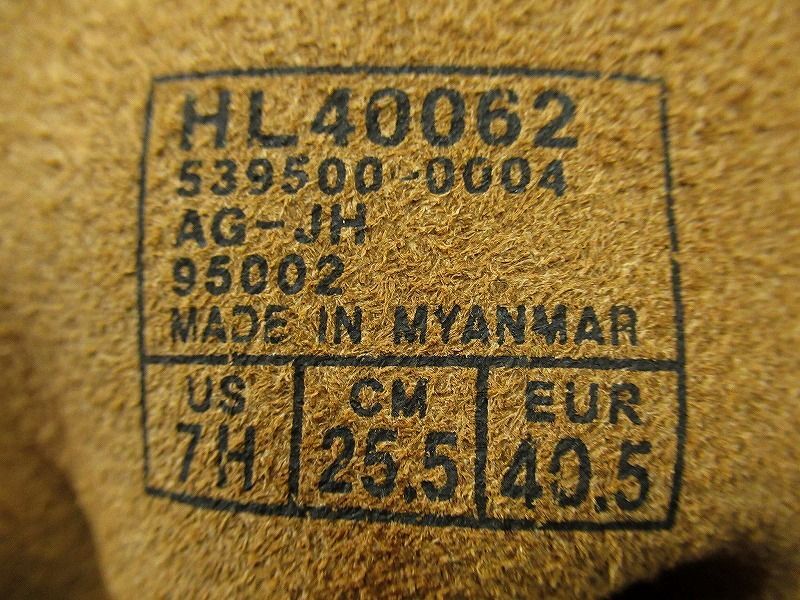 HL40062
539500-0004
AG-JH
95002
MADE IN MYANMAR
US CM EUR
7H 25.5 40.5